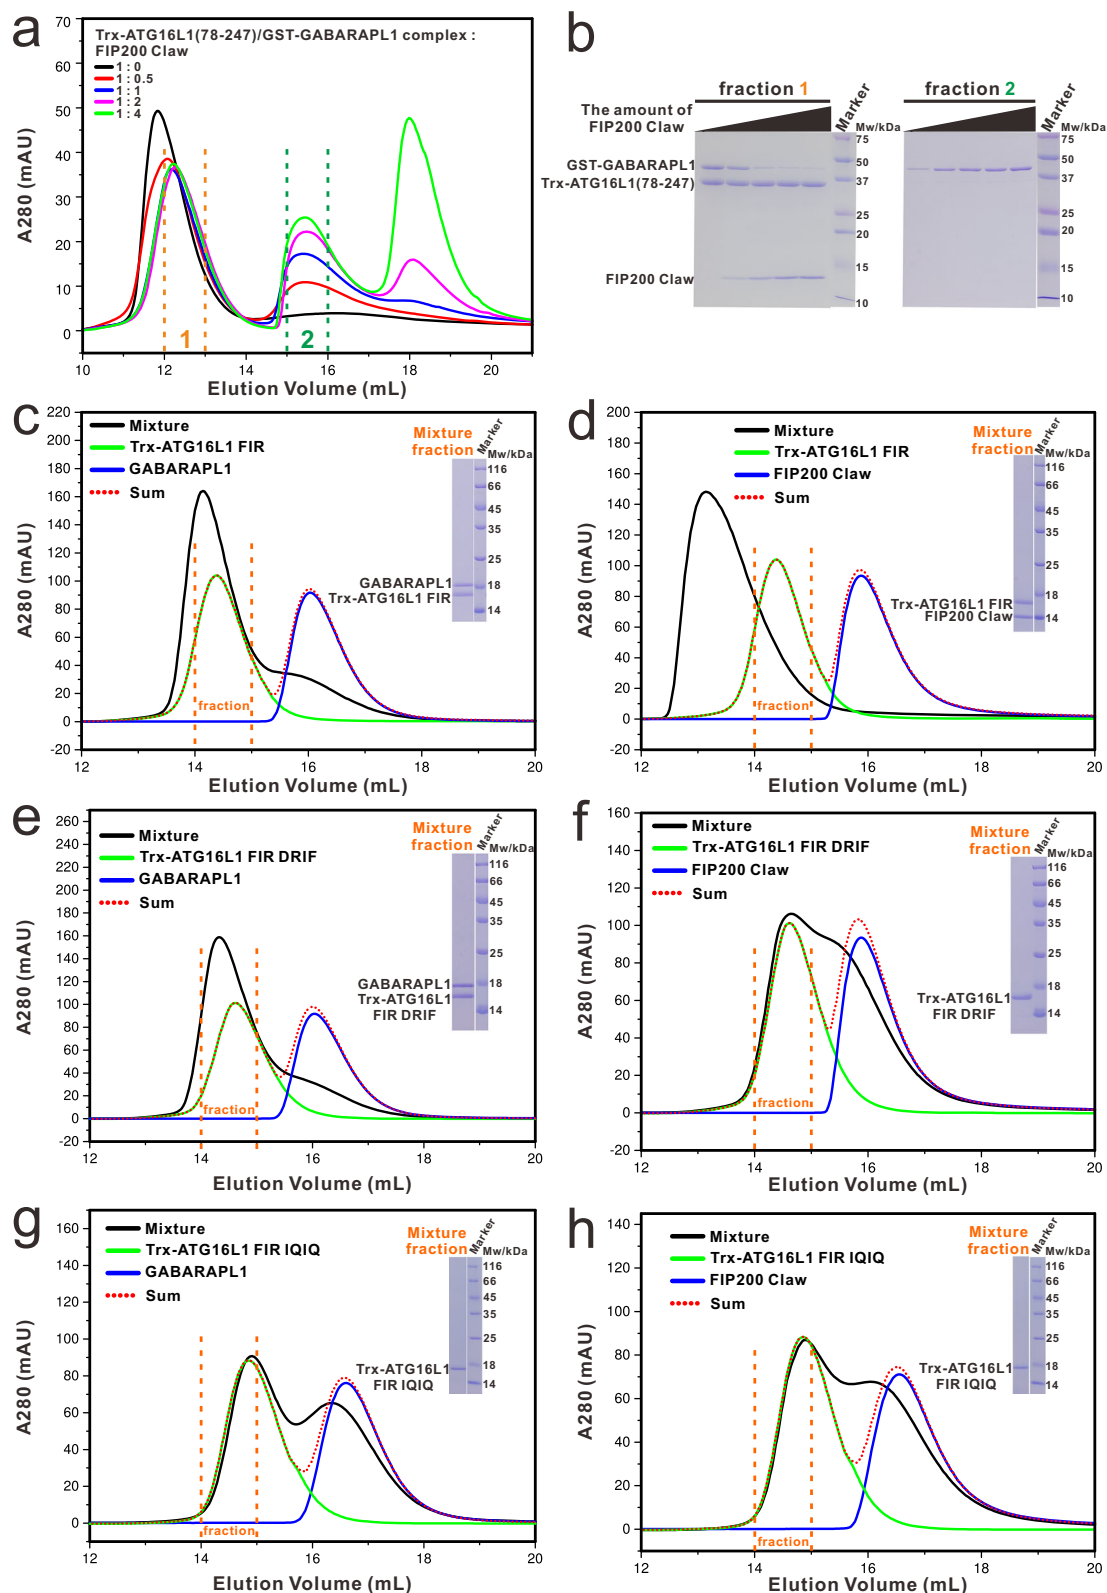 a
Trx-ATG16L1(78-247)/GST-GABARAPL1 complex :
FIP200 Claw
1 : 0
1 : 0.5
1 : 1
1 : 2
1 : 4
70
60
50
40
30
20
10
0
A280 (mAU)
1
2
10 12 14 16 18 20
Elution Volume (mL)
b
fraction 1
fraction 2
The amount of
FIP200 Claw
Marker
Mw/kDa
75
50
37
25
20
15
10
Marker
Mw/kDa
75
50
37
25
20
15
10
GST-GABARAPL1
Trx-ATG16L1(78-247)
FIP200 Claw
c
Mixture
Trx-ATG16L1 FIR
GABARAPL1
Sum
Mixture
fraction
Marker
Mw/kDa
116
66
45
35
25
18
14
GABARAPL1
Trx-ATG16L1 FIR
fraction
220
200
180
160
140
120
100
80
60
40
20
0
-20
A280 (mAU)
12 14 16 18 20
Elution Volume (mL)
d
Mixture
Trx-ATG16L1 FIR
FIP200 Claw
Sum
Mixture
fraction
Marker
Mw/kDa
116
66
45
35
25
18
14
Trx-ATG16L1 FIR
FIP200 Claw
fraction
200
180
160
140
120
100
80
60
40
20
0
-20
A280 (mAU)
12 14 16 18 20
Elution Volume (mL)
e
Mixture
Trx-ATG16L1 FIR DRIF
GABARAPL1
Sum
Mixture
fraction
Marker
Mw/kDa
116
66
45
35
25
18
14
GABARAPL1
Trx-ATG16L1
FIR DRIF
fraction
260
240
220
200
180
160
140
120
100
80
60
40
20
0
-20
A280 (mAU)
12 14 16 18 20
Elution Volume (mL)
f
Mixture
Trx-ATG16L1 FIR DRIF
FIP200 Claw
Sum
Mixture
fraction
Marker
Mw/kDa
116
66
45
35
25
18
14
Trx-ATG16L1
FIR DRIF
fraction
160
140
120
100
80
60
40
20
0
-20
A280 (mAU)
12 14 16 18 20
Elution Volume (mL)
g
Mixture
Trx-ATG16L1 FIR IQIQ
GABARAPL1
Sum
Mixture
fraction
Marker
Mw/kDa
116
66
45
35
25
18
14
Trx-ATG16L1
FIR IQIQ
fraction
160
140
120
100
80
60
40
20
0
A280 (mAU)
12 14 16 18 20
Elution Volume (mL)
h
Mixture
Trx-ATG16L1 FIR IQIQ
FIP200 Claw
Sum
Mixture
fraction
Marker
Mw/kDa
116
66
45
35
25
18
14
Trx-ATG16L1
FIR IQIQ
fraction
140
120
100
80
60
40
20
0
A280 (mAU)
12 14 16 18 20
Elution Volume (mL)